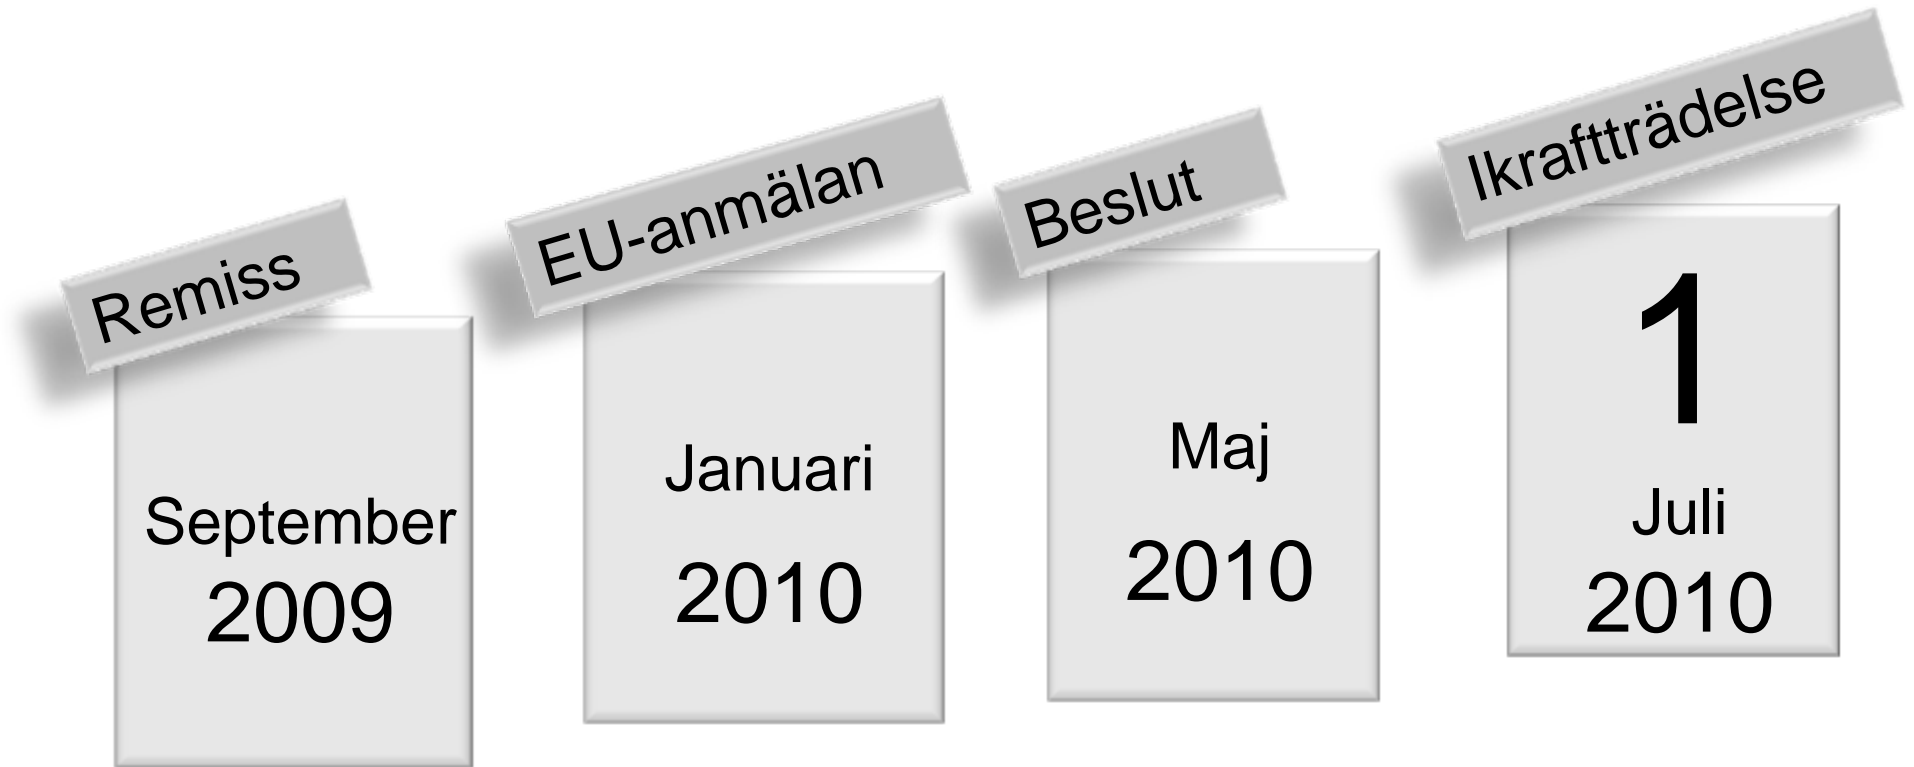 Remiss
September
2009
EU-anmälan
Januari
2010
Beslut
Maj
2010
Ikraftträdelse
1
Juli
2010